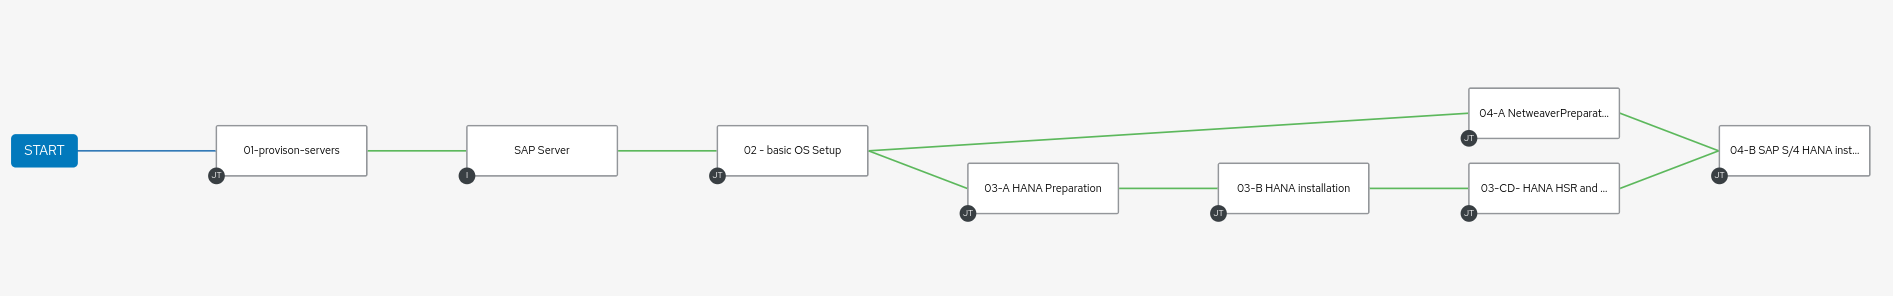 START
01-provison-servers
JT
SAP Server
I
02 - basic OS Setup
JT
04-A NetweaverPreparat...
JT
03-A HANA Preparation
JT
03-B HANA installation
JT
03-CD- HANA HSR and ...
JT
04-B SAP S/4 HANA inst...
JT